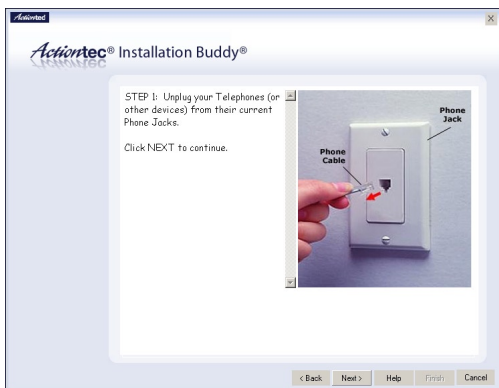 Actiontec
Actiontec® Installation Buddy®
STEP 1: Unplug your Telephones (or
other devices) from their current
Phone Jacks.
Click NEXT to continue.
Phone
Jack
Phone
Cable
< Back
Next >
Help
Finish
Cancel